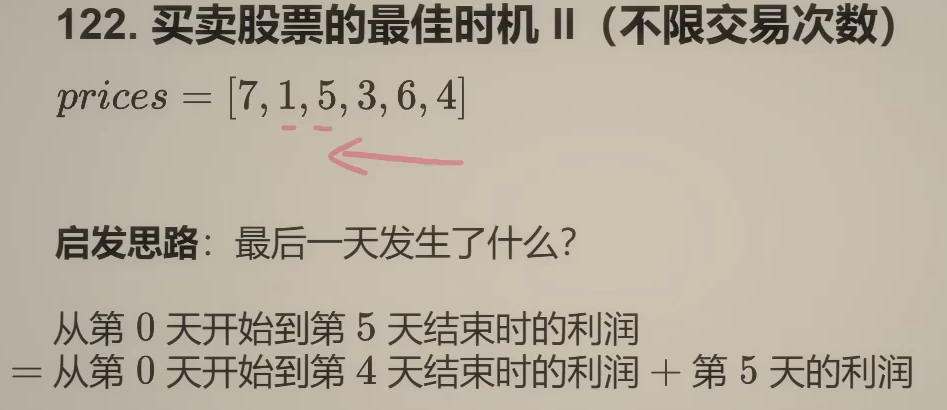 122. 买卖股票的最佳时机 II（不限交易次数）
prices = [7, 1, 5, 3, 6, 4]
启发思路：最后一天发生了什么？
从第 0 天开始到第 5 天结束时的利润
= 从第 0 天开始到第 4 天结束时的利润 + 第 5 天的利润